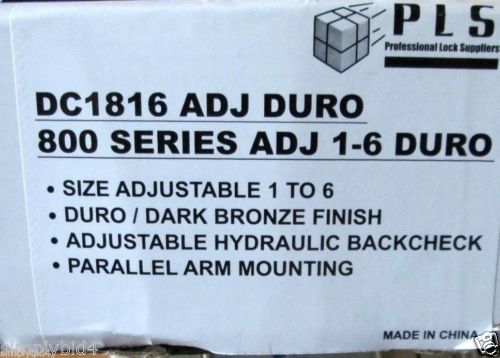 PLS
Professional Lock Suppliers
DC1816 ADJ DURO
800 SERIES ADJ 1-6 DURO
• SIZE ADJUSTABLE 1 TO 6
• DURO / DARK BRONZE FINISH
• ADJUSTABLE HYDRAULIC BACKCHECK
• PARALLEL ARM MOUNTING
MADE IN CHINA
simplybid4